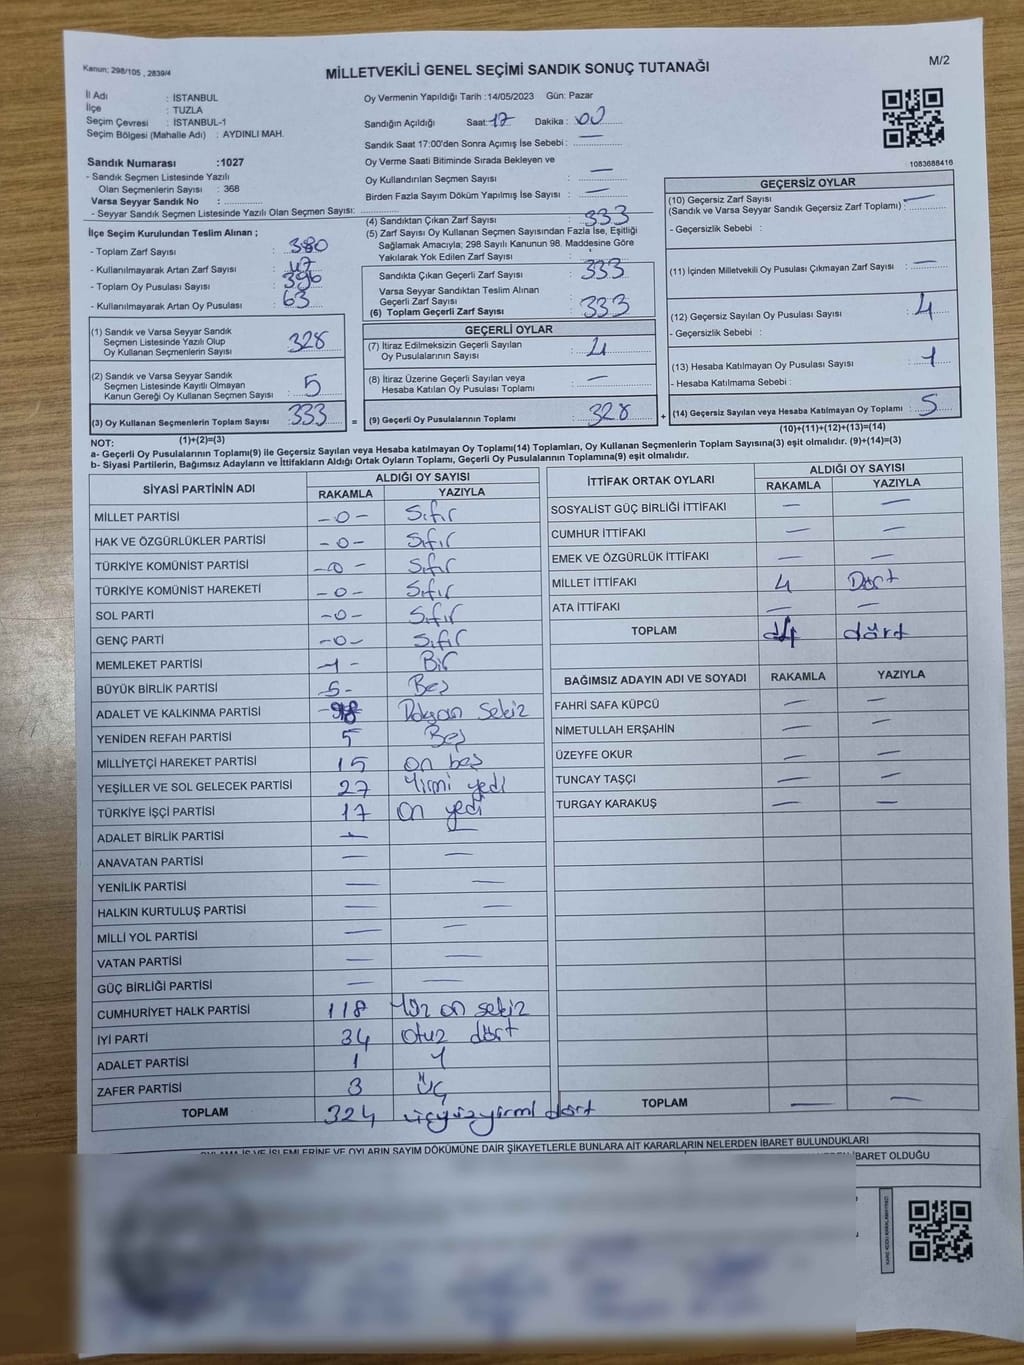 Kanun: 298/105 , 2839/4
MİLLETVEKİLİ GENEL SEÇİMİ SANDIK SONUÇ TUTANAĞI
M/2
İl Adı : İSTANBUL
İlçe : TUZLA
Seçim Çevresi : İSTANBUL-1
Seçim Bölgesi (Mahalle Adı) : AYDINLI MAH.
Sandık Numarası :1027
- Sandık Seçmen Listesinde Yazılı
Olan Seçmenlerin Sayısı : 368
Varsa Seyyar Sandık No :
- Seyyar Sandık Seçmen Listesinde Yazılı Olan Seçmen Sayısı:
Oy Vermenin Yapıldığı Tarih :14/05/2023 Gün: Pazar
Sandığın Açıldığı Saat: 17 Dakika : 00
Sandık Saat 17:00'den Sonra Açımış İse Sebebi : —
Oy Verme Saati Bitiminde Sırada Bekleyen ve
Oy Kullandırılan Seçmen Sayısı : —
Birden Fazla Sayım Döküm Yapılmış İse Sayısı : —
1083688416
İlçe Seçim Kurulundan Teslim Alınan ;
- Toplam Zarf Sayısı : 380
- Kullanılmayarak Artan Zarf Sayısı : 47
- Toplam Oy Pusulası Sayısı : 396
- Kullanılmayarak Artan Oy Pusulası : 63
(1) Sandık ve Varsa Seyyar Sandık
Seçmen Listesinde Yazılı Olup
Oy Kullanan Seçmenlerin Sayısı : 328
(2) Sandık ve Varsa Seyyar Sandık
Seçmen Listesinde Kayıtlı Olmayan
Kanun Gereği Oy Kullanan Seçmen Sayısı : 5
(3) Oy Kullanan Seçmenlerin Toplam Sayısı : 333
(1)+(2)=(3)
(4) Sandıktan Çıkan Zarf Sayısı : 333
(5) Zarf Sayısı Oy Kullanan Seçmen Sayısından Fazla İse, Eşitliği
Sağlamak Amacıyla; 298 Sayılı Kanunun 98. Maddesine Göre
Yakılarak Yok Edilen Zarf Sayısı :
Sandıkta Çıkan Geçerli Zarf Sayısı : 333
Varsa Seyyar Sandıktan Teslim Alınan
Geçerli Zarf Sayısı :
(6) Toplam Geçerli Zarf Sayısı : 333
GEÇERLİ OYLAR
(7) İtiraz Edilmeksizin Geçerli Sayılan
Oy Pusulalarının Sayısı :
(8) İtiraz Üzerine Geçerli Sayılan veya
Hesaba Katılan Oy Pusulası Toplamı : —
= (9) Geçerli Oy Pusulalarının Toplamı : 328
GEÇERSİZ OYLAR
(10) Geçersiz Zarf Sayısı
(Sandık ve Varsa Seyyar Sandık Geçersiz Zarf Toplamı) : —
- Geçersizlik Sebebi :
(11) İçinden Milletvekili Oy Pusulası Çıkmayan Zarf Sayısı : —
(12) Geçersiz Sayılan Oy Pusulası Sayısı : 4
- Geçersizlik Sebebi :
(13) Hesaba Katılmayan Oy Pusulası Sayısı : 1
- Hesaba Katılmama Sebebi :
+ (14) Geçersiz Sayılan veya Hesaba Katılmayan Oy Toplamı : 5
(10)+(11)+(12)+(13)=(14)
NOT:
a- Geçerli Oy Pusulalarının Toplamı(9) ile Geçersiz Sayılan veya Hesaba katılmayan Oy Toplamı(14) Toplamları, Oy Kullanan Seçmenlerin Toplam Sayısına(3) eşit olmalıdır. (9)+(14)=(3)
b- Siyasi Partilerin, Bağımsız Adayların ve İttifakların Aldığı Ortak Oyların Toplamı, Geçerli Oy Pusulalarının Toplamına(9) eşit olmalıdır.
SİYASİ PARTİNİN ADI ALDIĞI OY SAYISI
RAKAMLA YAZIYLA
MİLLET PARTİSİ -0- Sıfır
HAK VE ÖZGÜRLÜKLER PARTİSİ -0- Sıfır
TÜRKİYE KOMÜNİST PARTİSİ -0- Sıfır
TÜRKİYE KOMÜNİST HAREKETİ -0- Sıfır
SOL PARTİ -0- Sıfır
GENÇ PARTİ -0- Sıfır
MEMLEKET PARTİSİ -1- Bir
BÜYÜK BİRLİK PARTİSİ -5- Beş
ADALET VE KALKINMA PARTİSİ -98 Doksan Sekiz
YENİDEN REFAH PARTİSİ 5 Beş
MİLLİYETÇİ HAREKET PARTİSİ 15 on beş
YEŞİLLER VE SOL GELECEK PARTİSİ 27 Yirmi yedi
TÜRKİYE İŞÇİ PARTİSİ 17 On yedi
ADALET BİRLİK PARTİSİ — —
ANAVATAN PARTİSİ — —
YENİLİK PARTİSİ — —
HALKIN KURTULUŞ PARTİSİ — —
MİLLİ YOL PARTİSİ — —
VATAN PARTİSİ — —
GÜÇ BİRLİĞİ PARTİSİ — —
CUMHURİYET HALK PARTİSİ 118 Yüz on sekiz
İYİ PARTİ 34 otuz dört
ADALET PARTİSİ 1 1
ZAFER PARTİSİ 3 Üç
TOPLAM 324 üçyüzyirmi dört
İTTİFAK ORTAK OYLARI ALDIĞI OY SAYISI
RAKAMLA YAZIYLA
SOSYALİST GÜÇ BİRLİĞİ İTTİFAKI — —
CUMHUR İTTİFAKI — —
EMEK VE ÖZGÜRLÜK İTTİFAKI — —
MİLLET İTTİFAKI 4 Dört
ATA İTTİFAKI — —
TOPLAM dört
BAĞIMSIZ ADAYIN ADI VE SOYADI RAKAMLA YAZIYLA
FAHRİ SAFA KÜPCÜ — —
NİMETULLAH ERŞAHİN — —
ÜZEYFE OKUR — —
TUNCAY TAŞÇI — —
TURGAY KARAKUŞ — —
TOPLAM — —
İŞLEMLERİNE VE OYLARIN SAYIM DÖKÜMÜNE DAİR ŞİKAYETLERLE BUNLARA AİT KARARLARIN NELERDEN İBARET BULUNDUKLARI
İBARET OLDUĞU